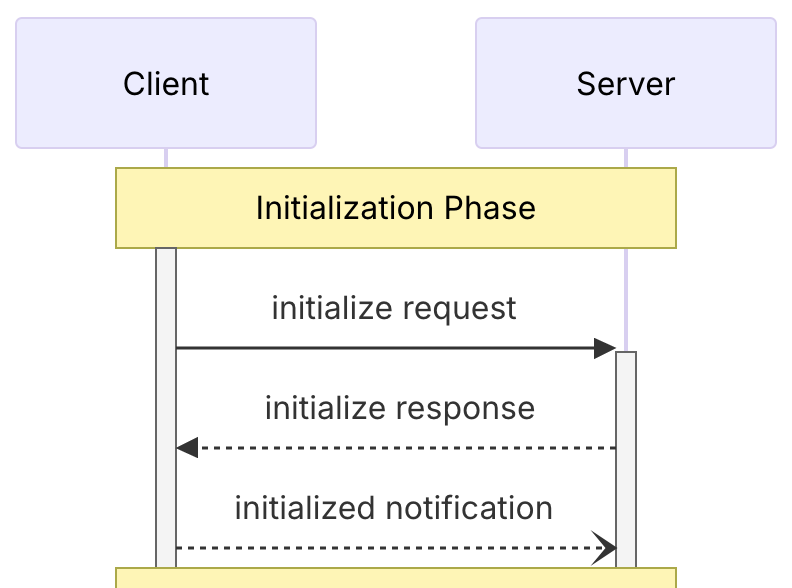 Client
Server
Initialization Phase
initialize request
initialize response
initialized notification